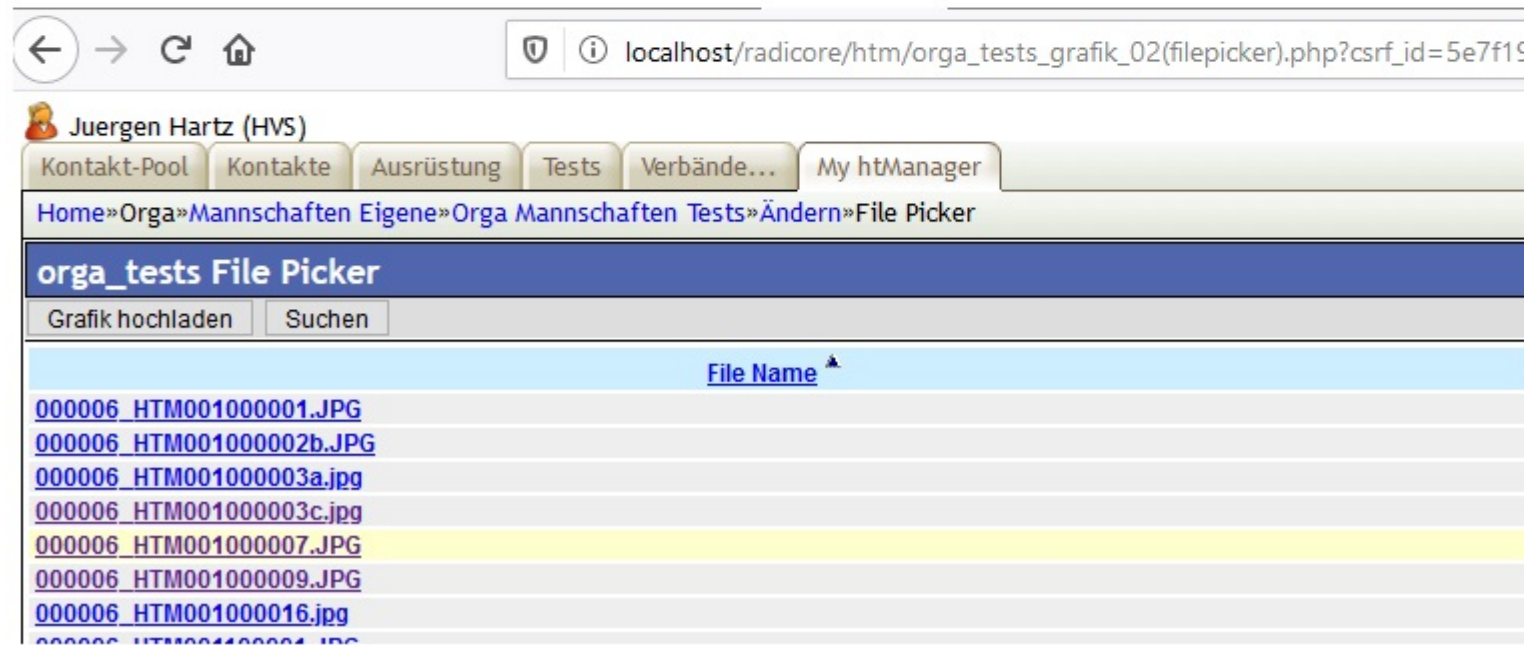 localhost/radicore/htm/orga_tests_grafik_02(filepicker).php?csrf_id=5e7f19
Juergen Hartz (HVS)
Kontakt-Pool Kontakte Ausrüstung Tests Verbände... My htManager
Home»Orga»Mannschaften Eigene»Orga Mannschaften Tests»Ändern»File Picker
orga_tests File Picker
Grafik hochladen Suchen
File Name
000006_HTM001000001.JPG
000006_HTM001000002b.JPG
000006_HTM001000003a.jpg
000006_HTM001000003c.jpg
000006_HTM001000007.JPG
000006_HTM001000009.JPG
000006_HTM001000016.jpg